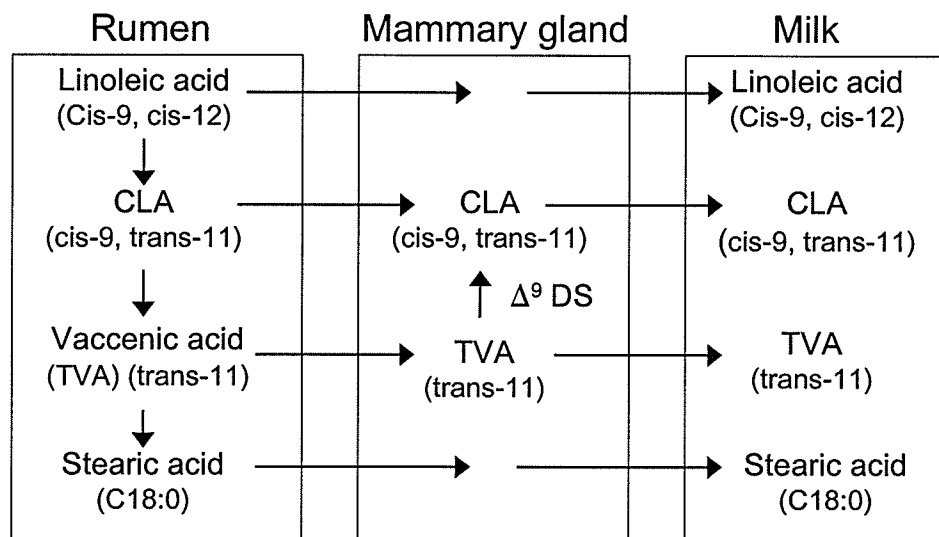 Rumen
Linoleic acid
(Cis-9, cis-12)
CLA
(cis-9, trans-11)
Vaccenic acid
(TVA) (trans-11)
Stearic acid
(C18:0)
Mammary gland
CLA
(cis-9, trans-11)
Δ⁹ DS
TVA
(trans-11)
Milk
Linoleic acid
(Cis-9, cis-12)
CLA
(cis-9, trans-11)
TVA
(trans-11)
Stearic acid
(C18:0)